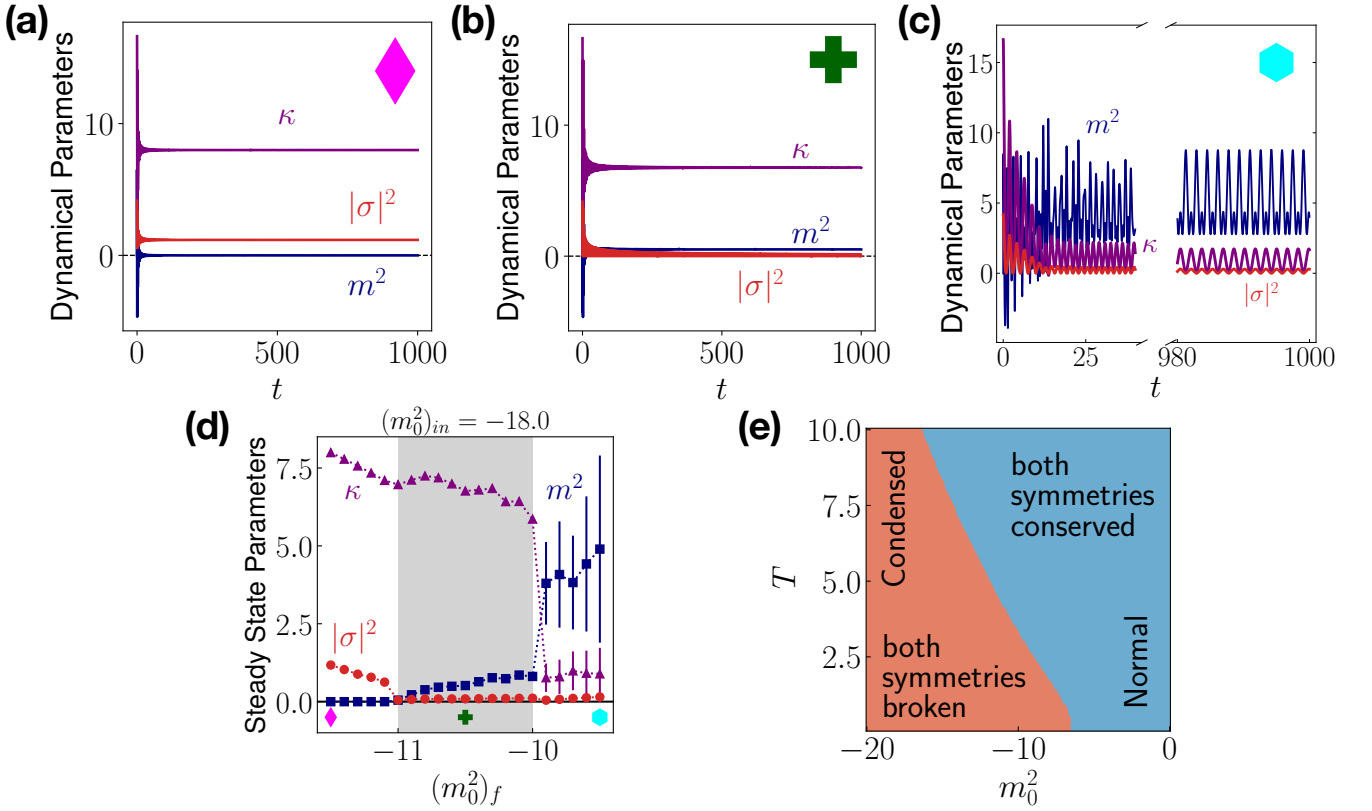 (a)
Dynamical Parameters
10
0
κ
|σ|²
m²
0
500
1000
t
(b)
Dynamical Parameters
10
0
κ
m²
|σ|²
0
500
1000
t
(c)
Dynamical Parameters
15
10
5
0
m²
κ
|σ|²
0
25
980
1000
t
(d)
(m₀²)ᵢₙ = −18.0
Steady State Parameters
7.5
5.0
2.5
0.0
κ
m²
|σ|²
−11
−10
(m₀²)f
(e)
T
10.0
7.5
5.0
2.5
Condensed
both
symmetries
conserved
both
symmetries
broken
Normal
−20
−10
0
m₀²